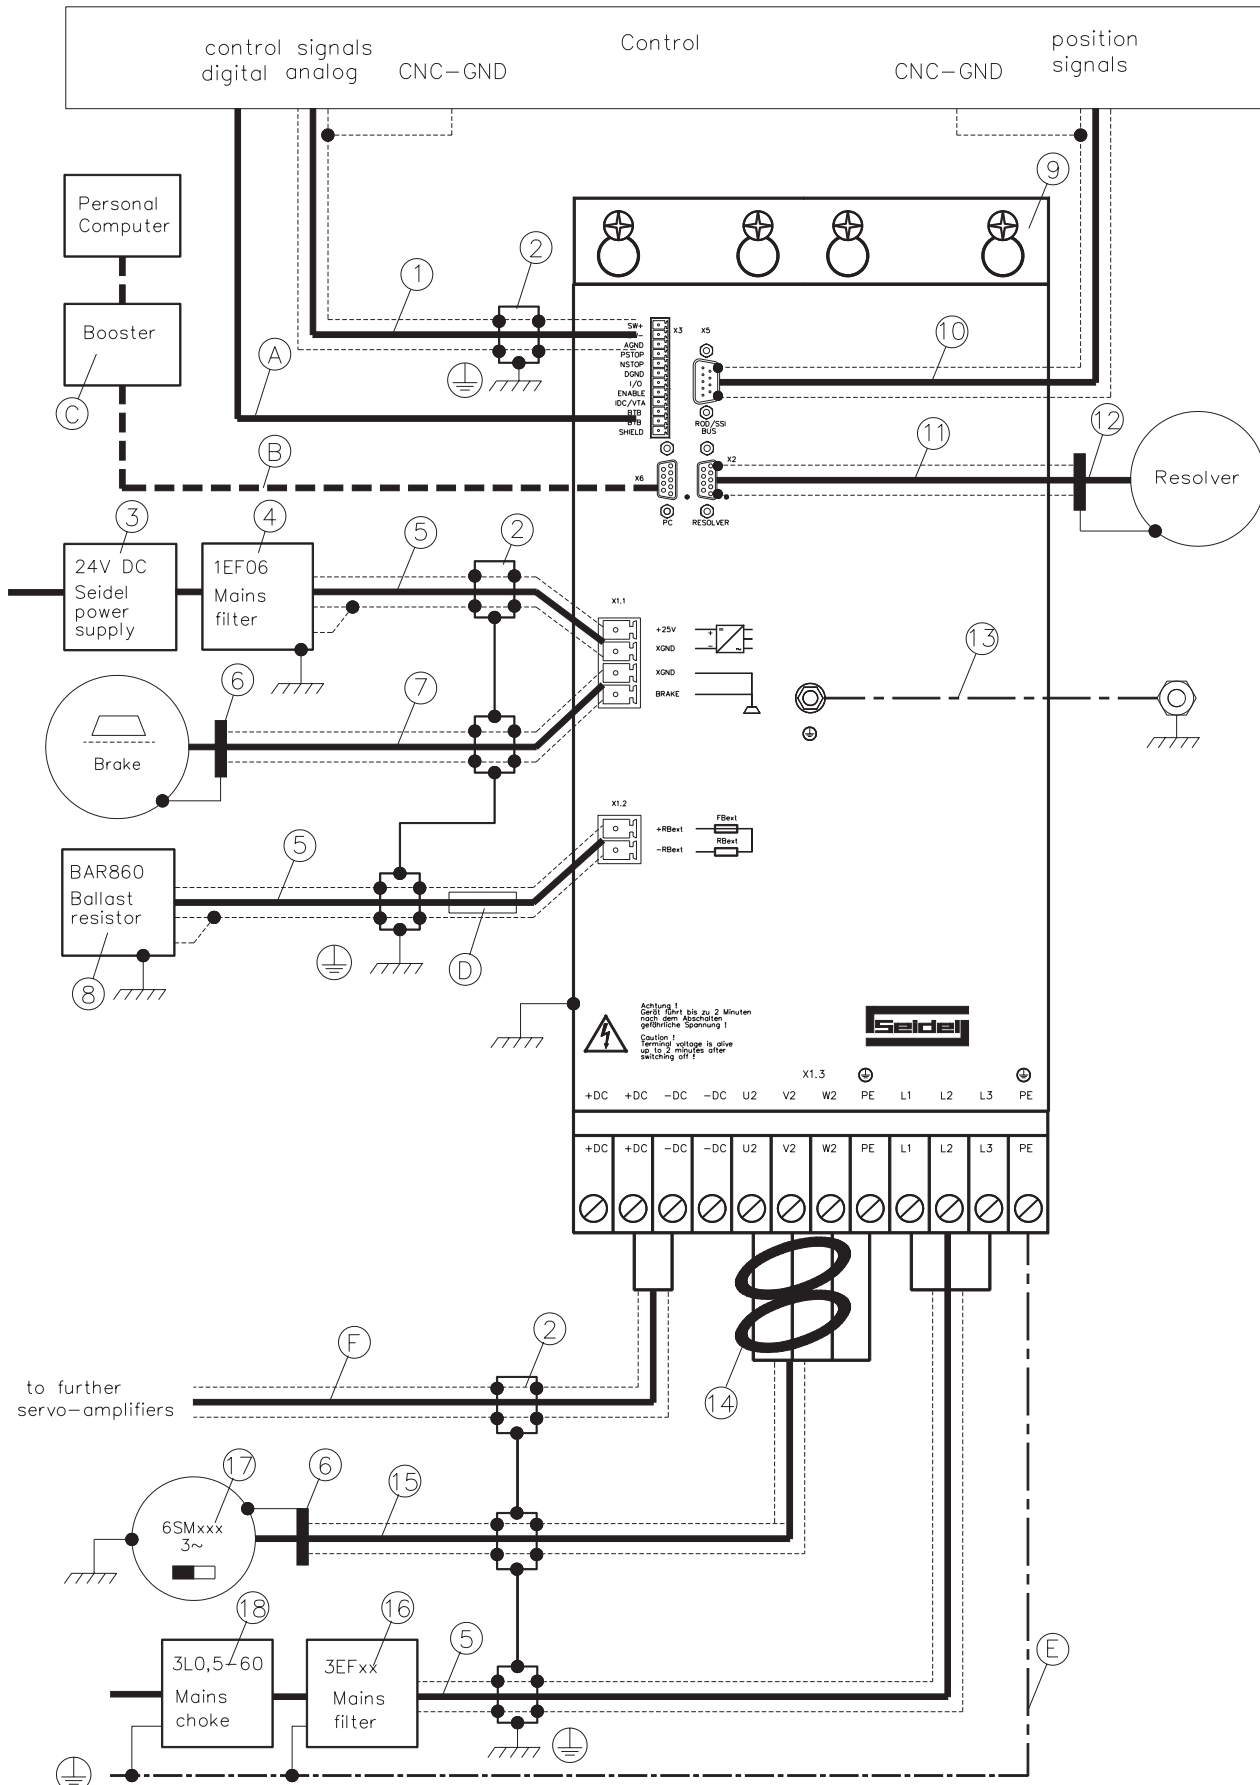 control signals
digital analog
CNC-GND
Control
CNC-GND
position
signals
Personal
Computer
Booster
C
A
B
1
2
9
SW+
AGND
PSTOP
NSTOP
DGND
I/O
ENABLE
IDC/VTA
BTB
BTB
SHIELD
X3
X5
ROD/SSI
BUS
10
11
12
Resolver
X6
X2
PC
RESOLVER
3
4
5
2
24V DC
Seidel
power
supply
1EF06
Mains
filter
X1.1
+25V
XGND
XGND
BRAKE
13
6
7
Brake
X1.2
+RBext
-RBext
FBext
RBext
5
BAR860
Ballast
resistor
8
D
Achtung !
Gerät führt bis zu 2 Minuten
nach dem Abschalten
gefährliche Spannung !
Caution !
Terminal voltage is alive
up to 2 minutes after
switching off !
Seidel
X1.3
+DC +DC -DC -DC U2 V2 W2 PE L1 L2 L3 PE
+DC +DC -DC -DC U2 V2 W2 PE L1 L2 L3 PE
2
F
to further
servo-amplifiers
14
17
6
15
6SMxxx
3~
18
16
5
E
3L0,5-60
Mains
choke
3EFxx
Mains
filter